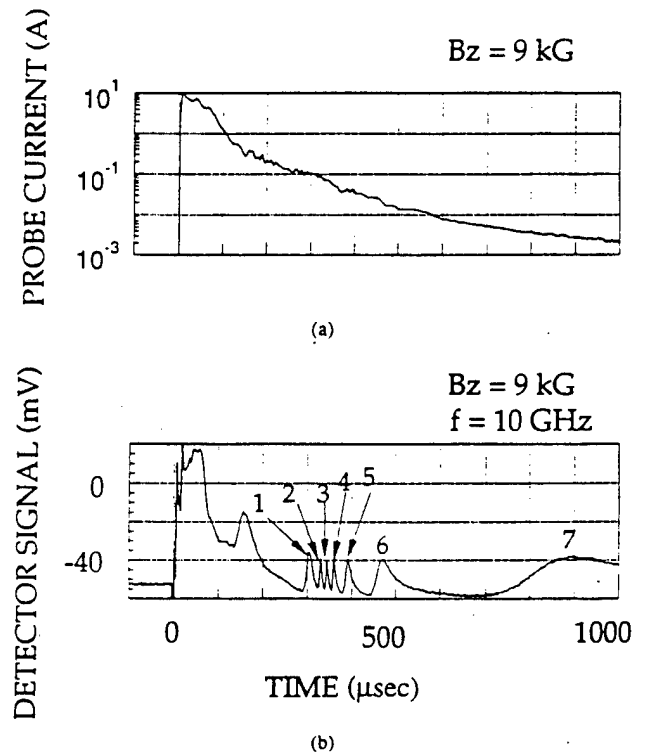 Bz = 9 kG
PROBE CURRENT (A)
10^1
10^-1
10^-3
(a)
Bz = 9 kG
f = 10 GHz
DETECTOR SIGNAL (mV)
0
-40
1
2
3
4
5
6
7
0
500
1000
TIME (μsec)
(b)